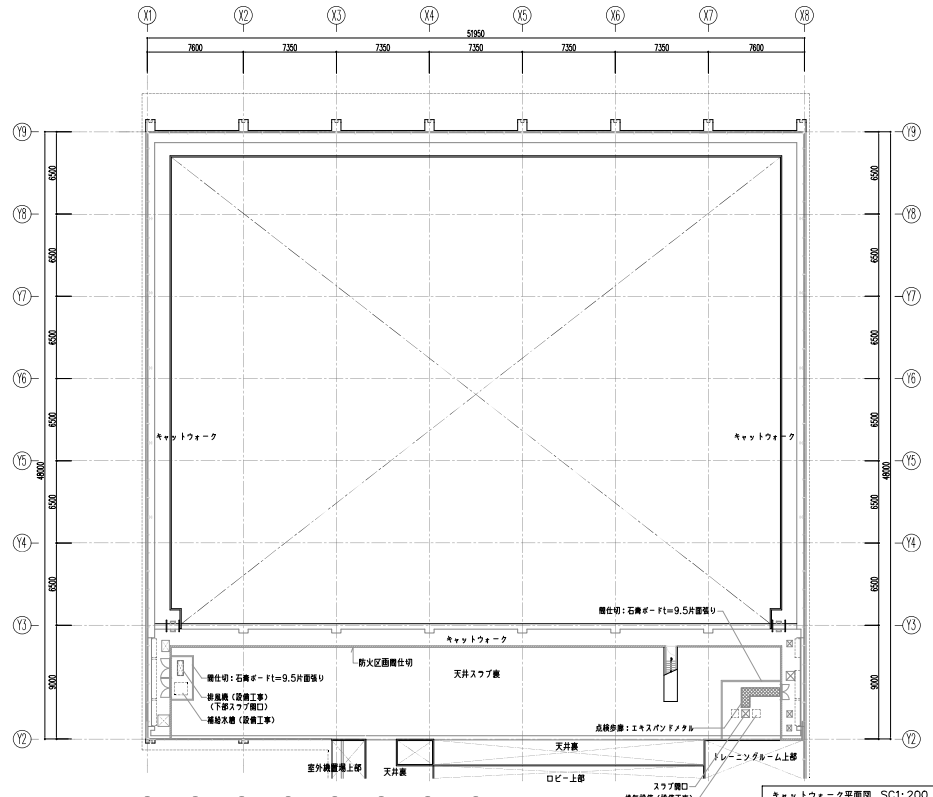 X1 X2 X3 X4 X5 X6 X7 X8
51950
7600 7350 7350 7350 7350 7350 7600
Y9 Y9
6500 6500
Y8 Y8
6500 6500
Y7 Y7
6500 6500
Y6 Y6
キャットウォーク キャットウォーク
6500 6500
Y5 Y5
48000 48000
6500 6500
Y4 Y4
6500 6500
間仕切:石膏ボードt=9.5片面張り
Y3 Y3
キャットウォーク
防火区画間仕切
天井スラブ裏
間仕切:石膏ボードt=9.5片面張り
9000 9000
排風機(設備工事)
(下部スラブ開口)
補給水槽(設備工事)
点検歩廊:エキスパンドメタル
Y2 Y2
天井裏
トレーニングルーム上部
室外機置場上部
天井裏
ロビー上部
スラブ開口
キャットウォーク平面図 SC1:200